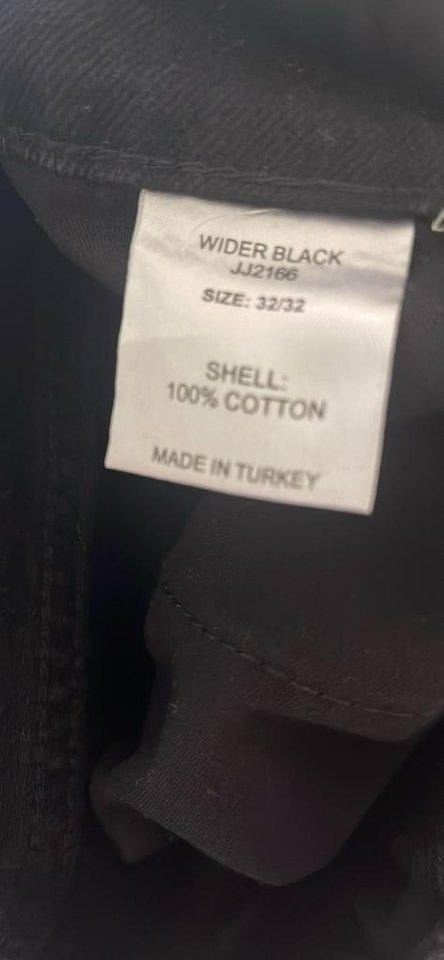 WIDER BLACK
JJ2166
SIZE: 32/32
SHELL:
100% COTTON
MADE IN TURKEY